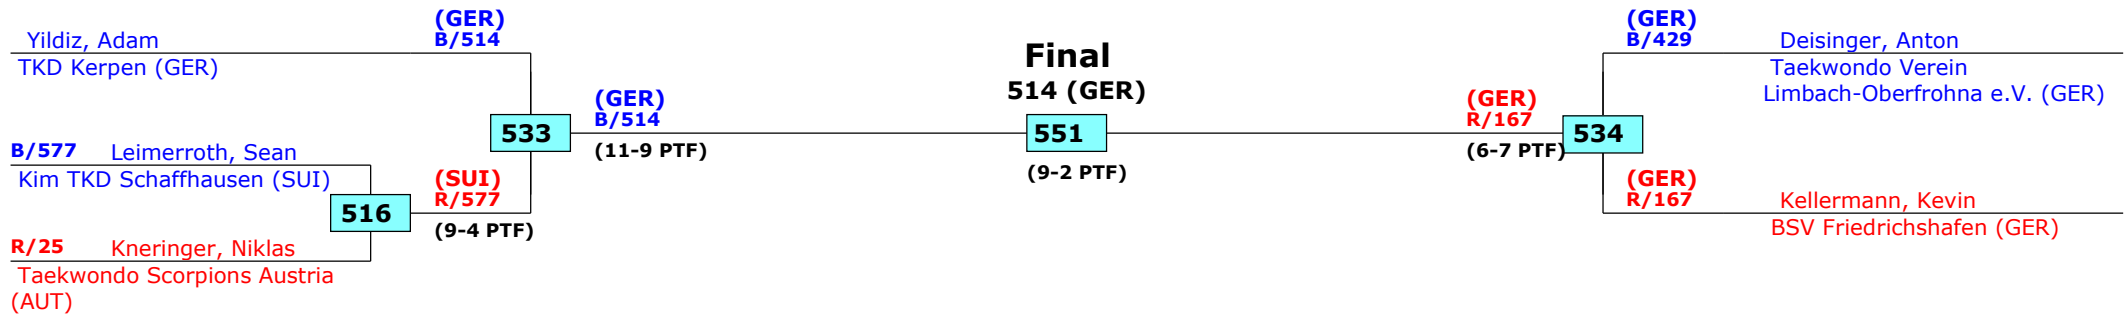 Yildiz, Adam
TKD Kerpen (GER)
(GER)
B/514
B/577 Leimerroth, Sean
Kim TKD Schaffhausen (SUI)
516
R/25 Kneringer, Niklas
Taekwondo Scorpions Austria
(AUT)
(SUI)
R/577
(9-4 PTF)
533
(GER)
B/514
(11-9 PTF)
Final
514 (GER)
551
(9-2 PTF)
(GER)
R/167
(6-7 PTF)
534
(GER)
B/429
Deisinger, Anton
Taekwondo Verein
Limbach-Oberfrohna e.V. (GER)
(GER)
R/167
Kellermann, Kevin
BSV Friedrichshafen (GER)